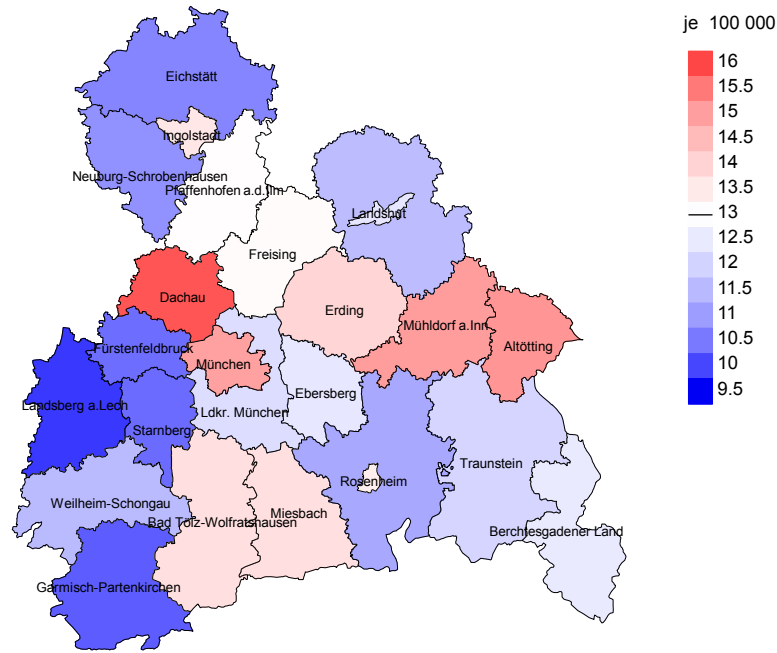 je 100 000
16
15.5
15
14.5
14
13.5
13
12.5
12
11.5
11
10.5
10
9.5
Eichstätt
Ingolstadt
Neuburg-Schrobenhausen
Pfaffenhofen a.d.Ilm
Landshut
Freising
Dachau
Erding
Mühldorf a.Inn
Altötting
Fürstenfeldbruck
München
Ebersberg
Landsberg a.Lech
Ldkr. München
Starnberg
Traunstein
Rosenheim
Weilheim-Schongau
Miesbach
Bad Tölz-Wolfratshausen
Berchtesgadener Land
Garmisch-Partenkirchen